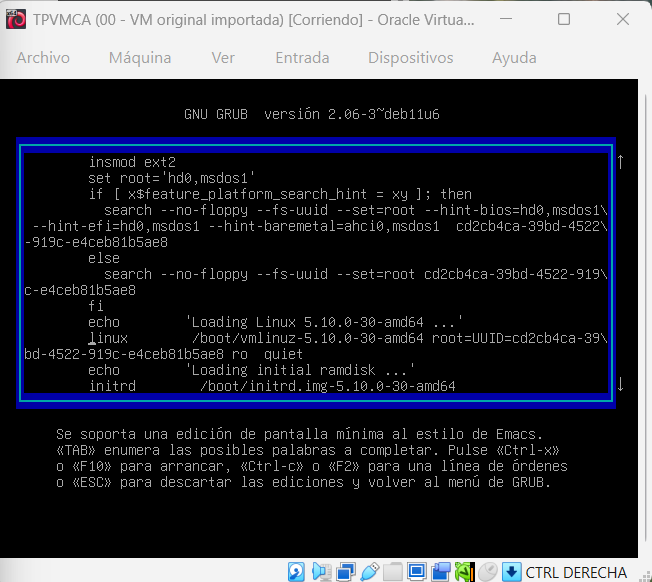 TPVMCA (00 - VM original importada) [Corriendo] - Oracle Virtua...
Archivo Máquina Ver Entrada Dispositivos Ayuda
GNU GRUB versión 2.06-3~deb11u6
insmod ext2
set root='hd0,msdos1'
if [ x$feature_platform_search_hint = xy ]; then
search --no-floppy --fs-uuid --set=root --hint-bios=hd0,msdos1\
--hint-efi=hd0,msdos1 --hint-baremetal=ahci0,msdos1 cd2cb4ca-39bd-4522\
-919c-e4ceb81b5ae8
else
search --no-floppy --fs-uuid --set=root cd2cb4ca-39bd-4522-919\
c-e4ceb81b5ae8
fi
echo 'Loading Linux 5.10.0-30-amd64 ...'
linux /boot/vmlinuz-5.10.0-30-amd64 root=UUID=cd2cb4ca-39\
bd-4522-919c-e4ceb81b5ae8 ro quiet
echo 'Loading initial ramdisk ...'
initrd /boot/initrd.img-5.10.0-30-amd64
Se soporta una edición de pantalla mínima al estilo de Emacs.
«TAB» enumera las posibles palabras a completar. Pulse «Ctrl-x»
o «F10» para arrancar, «Ctrl-c» o «F2» para una línea de órdenes
o «ESC» para descartar las ediciones y volver al menú de GRUB.
CTRL DERECHA